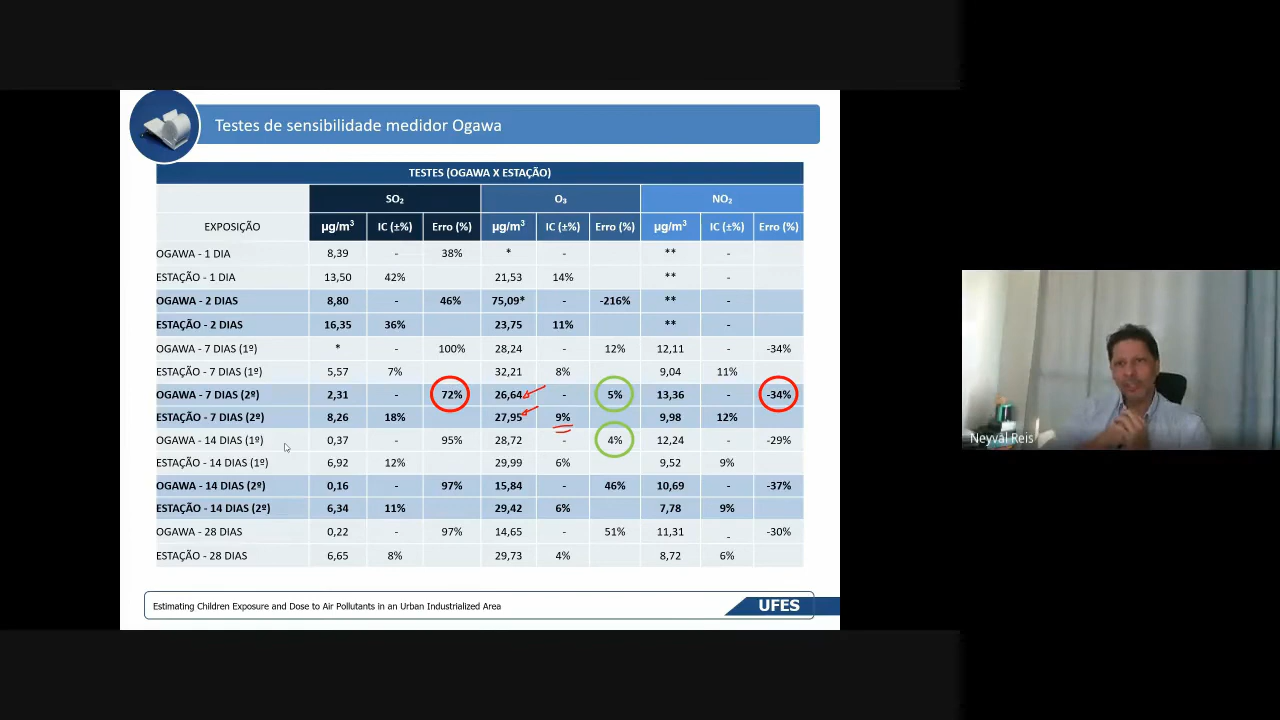 Testes de sensibilidade medidor Ogawa
TESTES (OGAWA X ESTAÇÃO)
SO₂ O₃ NO₂
EXPOSIÇÃO µg/m³ IC (±%) Erro (%) µg/m³ IC (±%) Erro (%) µg/m³ IC (±%) Erro (%)
OGAWA - 1 DIA 8,39 - 38% * - ** -
ESTAÇÃO - 1 DIA 13,50 42% 21,53 14% ** -
OGAWA - 2 DIAS 8,80 - 46% 75,09* - -216% ** -
ESTAÇÃO - 2 DIAS 16,35 36% 23,75 11% ** -
OGAWA - 7 DIAS (1º) * - 100% 28,24 - 12% 12,11 - -34%
ESTAÇÃO - 7 DIAS (1º) 5,57 7% 32,21 8% 9,04 11%
OGAWA - 7 DIAS (2º) 2,31 - 72% 26,64 - 5% 13,36 - -34%
ESTAÇÃO - 7 DIAS (2º) 8,26 18% 27,95 9% 9,98 12%
OGAWA - 14 DIAS (1º) 0,37 - 95% 28,72 - 4% 12,24 - -29%
ESTAÇÃO - 14 DIAS (1º) 6,92 12% 29,99 6% 9,52 9%
OGAWA - 14 DIAS (2º) 0,16 - 97% 15,84 - 46% 10,69 - -37%
ESTAÇÃO - 14 DIAS (2º) 6,34 11% 29,42 6% 7,78 9%
OGAWA - 28 DIAS 0,22 - 97% 14,65 - 51% 11,31 - -30%
ESTAÇÃO - 28 DIAS 6,65 8% 29,73 4% 8,72 6%
Estimating Children Exposure and Dose to Air Pollutants in an Urban Industrialized Area
UFES
Neyval Reis